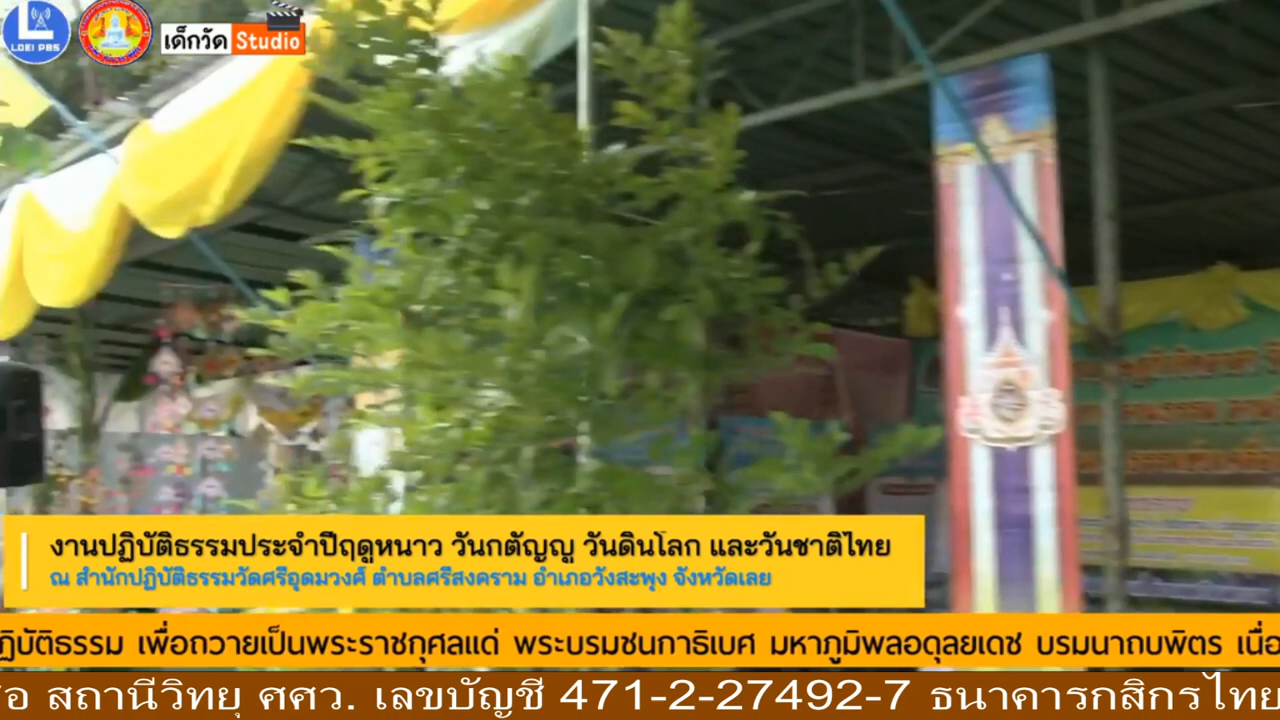 LOEI PBS
เด็กวัด Studio
งานปฏิบัติธรรมประจำปีฤดูหนาว วันกตัญญู วันดินโลก และวันชาติไทย
ณ สำนักปฏิบัติธรรมวัดศรีอุดมวงศ์ ตำบลศรีสงคราม อำเภอวังสะพุง จังหวัดเลย
ฏิบัติธรรม เพื่อถวายเป็นพระราชกุศลแด่ พระบรมชนกาธิเบศ มหาภูมิพลอดุลยเดช บรมนาถบพิตร เนื่อ
อ สถานีวิทยุ ศศว. เลขบัญชี 471-2-27492-7 ธนาคารกสิกรไทย